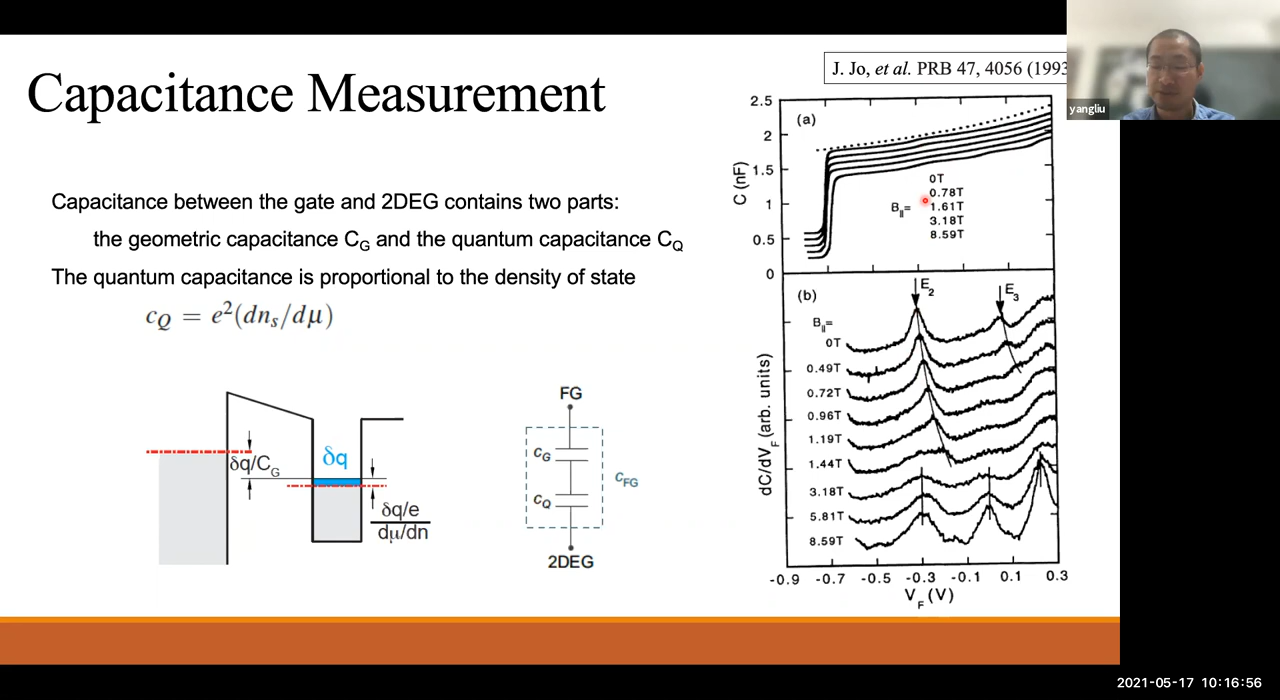 Capacitance Measurement
J. Jo, et al. PRB 47, 4056 (1993
yangliu
Capacitance between the gate and 2DEG contains two parts:
the geometric capacitance C_G and the quantum capacitance C_Q
The quantum capacitance is proportional to the density of state
c_Q = e²(dn_s/dμ)
δq/C_G
δq
δq/e
dμ/dn
FG
C_G
C_Q
C_FG
2DEG
(a)
2.5
2
1.5
1
0.5
0
C (nF)
B_||=
0T
0.78T
1.61T
3.18T
8.59T
(b)
E_2
E_3
B_||=
0T
0.49T
0.72T
0.96T
1.19T
1.44T
3.18T
5.81T
8.59T
dC/dV_F (arb. units)
-0.9 -0.7 -0.5 -0.3 -0.1 0.1 0.3
V_F (V)
2021-05-17 10:16:56